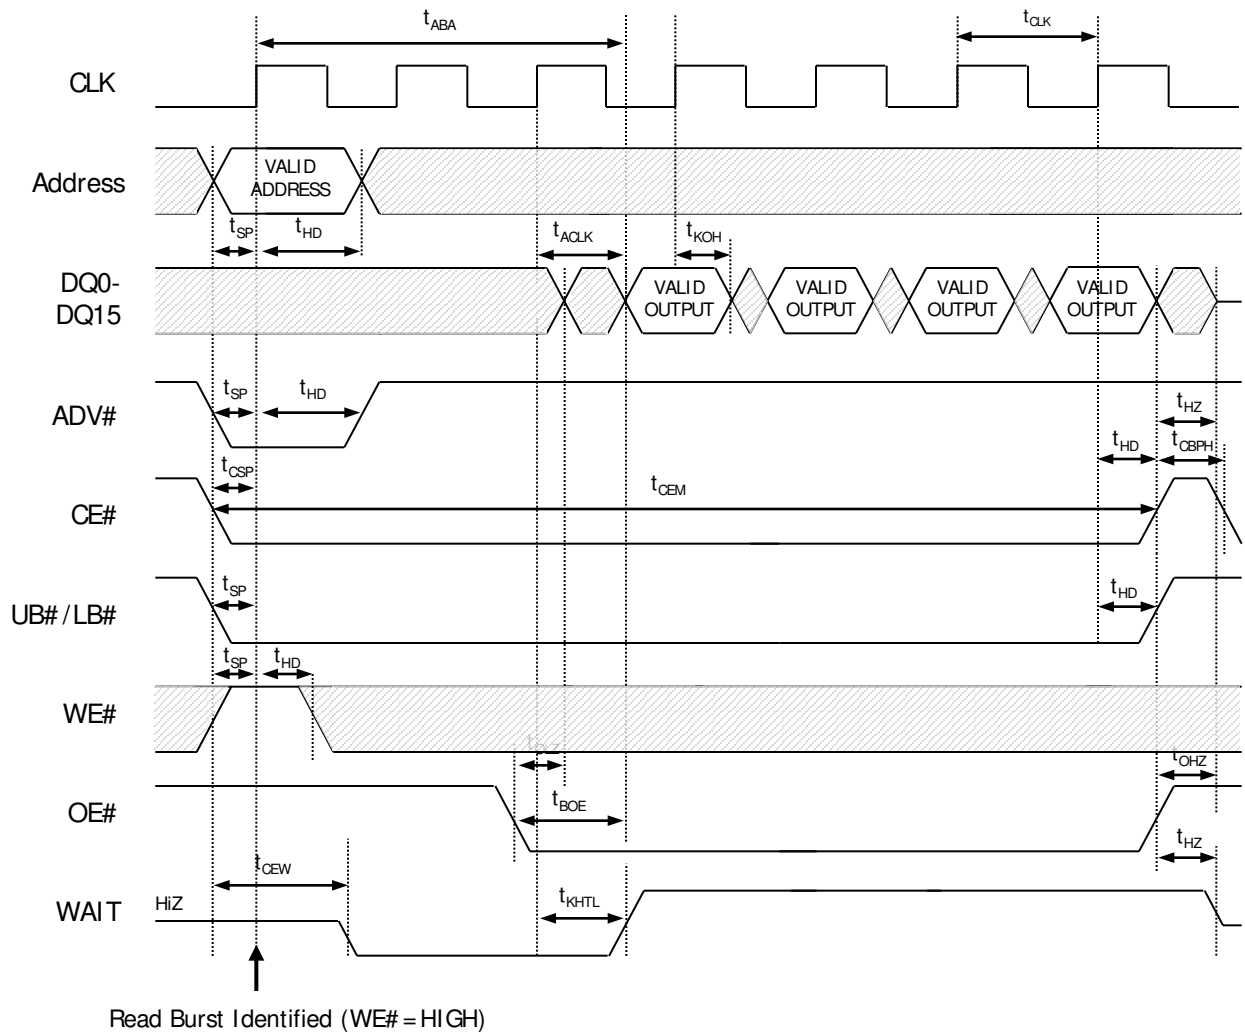 tABA
tCLK
CLK
Address
VALID
ADDRESS
tSP
tHD
tACLK
tKOH
DQ0-
DQ15
VALID
OUTPUT
VALID
OUTPUT
VALID
OUTPUT
VALID
OUTPUT
ADV#
tSP
tHD
tHZ
tHD
tCBPH
CE#
tCSP
tCEM
UB# / LB#
tSP
tHD
tSP
tHD
WE#
tOHZ
OE#
tBOE
tHZ
tCEW
WAIT
HiZ
tKHTL
Read Burst Identified (WE# = HIGH)